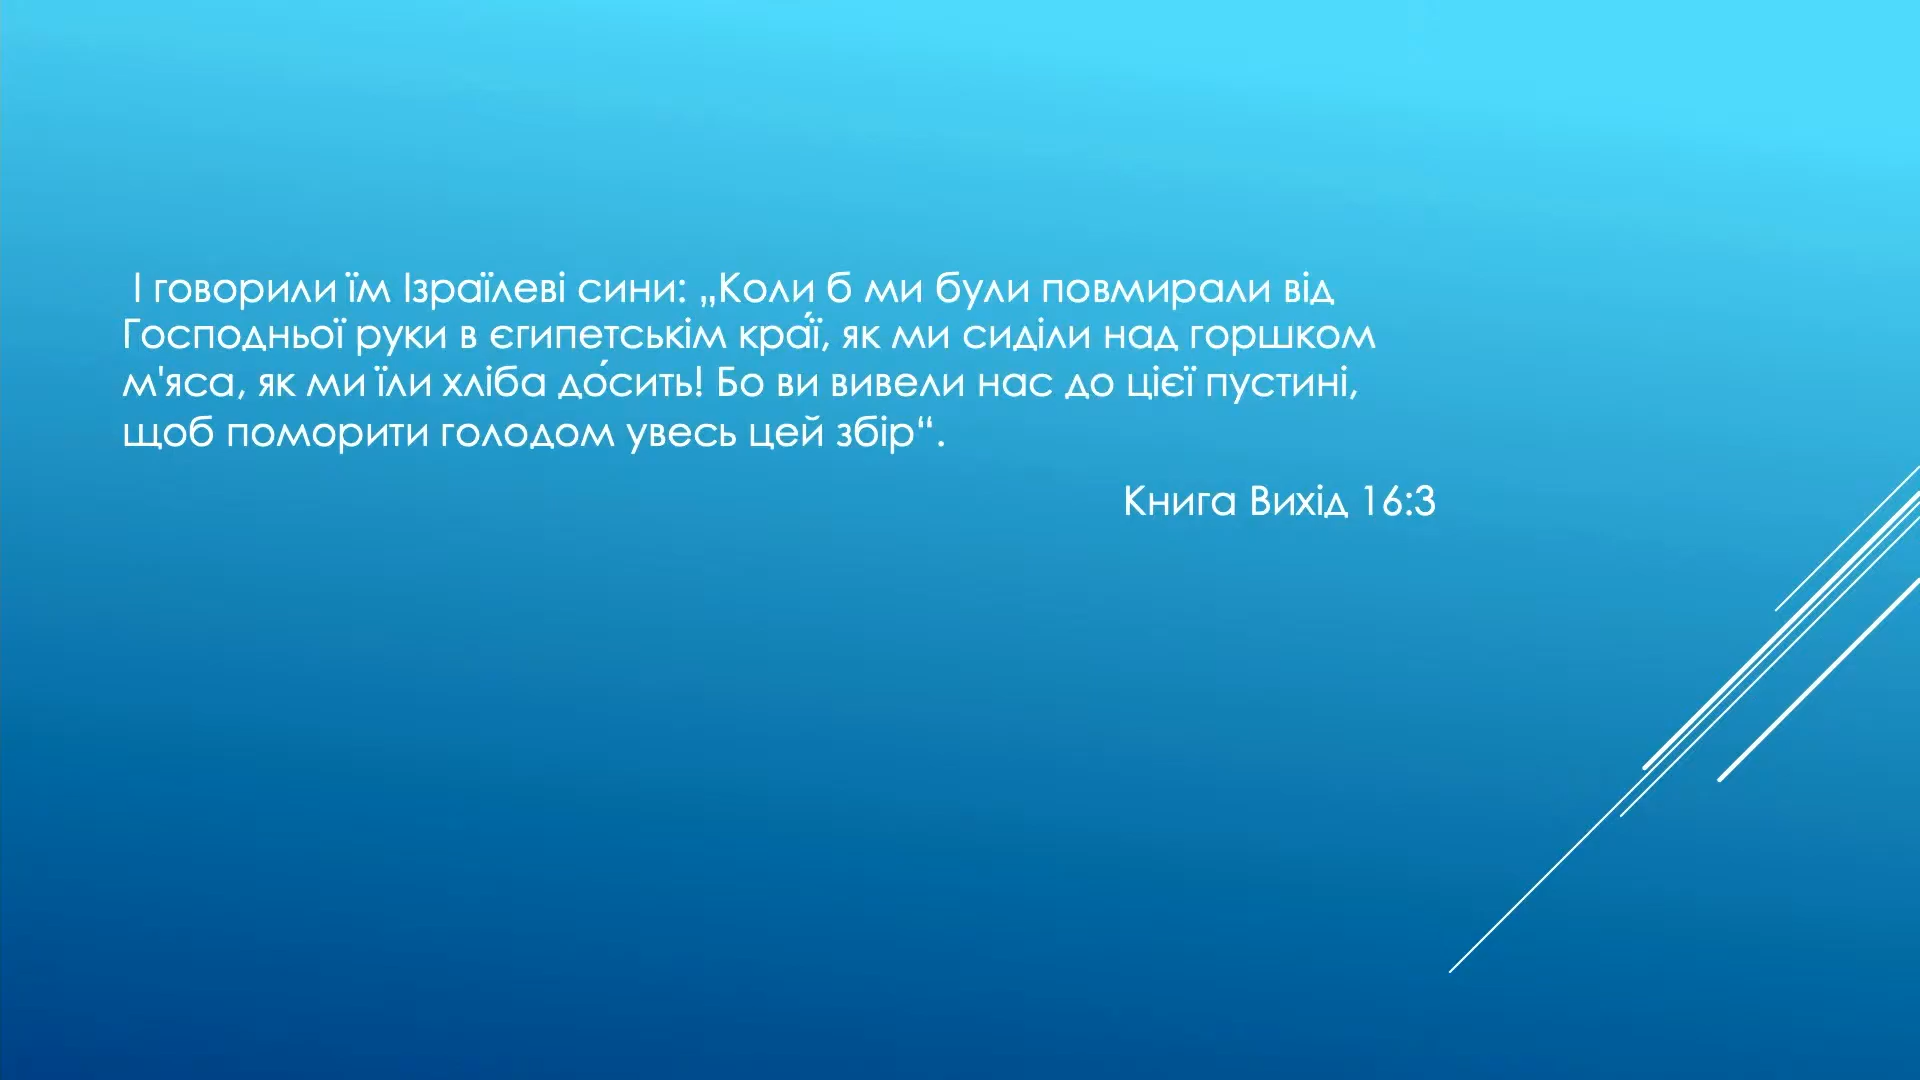 І говорили їм Ізраїлеві сини: „Коли б ми були повмирали від
Господньої руки в єгипетськім кра́ї, як ми сиділи над горшком
м'яса, як ми їли хліба до́сить! Бо ви вивели нас до цієї пустині,
щоб поморити голодом увесь цей збір“.
Книга Вихід 16:3